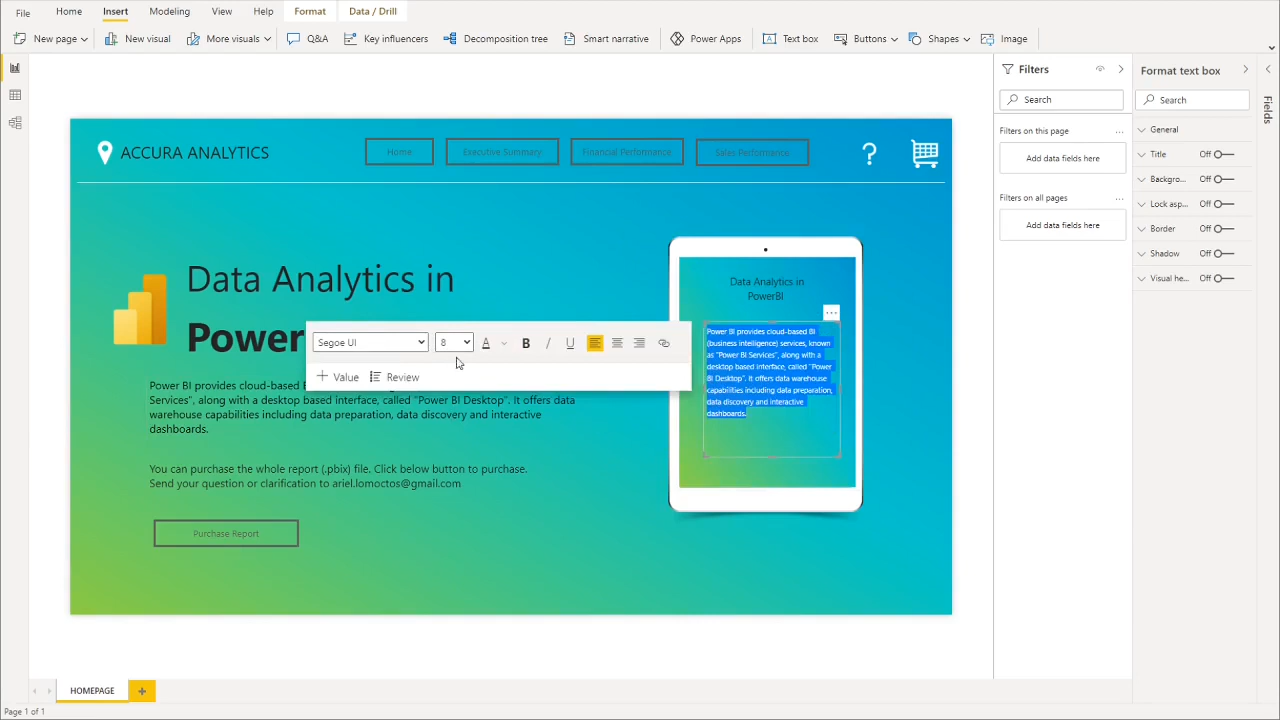 File Home Insert Modeling View Help Format Data / Drill
New page New visual More visuals Q&A Key influencers Decomposition tree Smart narrative Power Apps Text box Buttons Shapes Image
Filters
Search
Filters on this page ...
Add data fields here
Filters on all pages ...
Add data fields here
Format text box
Search
General
Title Off
Backgro... Off
Lock asp... Off
Border Off
Shadow Off
Visual he... Off
Fields
ACCURA ANALYTICS
Home Executive Summary Financial Performance Sales Performance ?
Data Analytics in
Power
Segoe UI 8 A B / U
+ Value Review
Power BI provides cloud-based B
Services", along with a desktop based interface, called "Power BI Desktop". It offers data
warehouse capabilities including data preparation, data discovery and interactive
dashboards.
You can purchase the whole report (.pbix) file. Click below button to purchase.
Send your question or clarification to ariel.lomoctos@gmail.com
Purchase Report
Data Analytics in
PowerBI
...
Power BI provides cloud-based BI
(business intelligence) services, known
as "Power BI Services", along with a
desktop based interface, called "Power
BI Desktop". It offers data warehouse
capabilities including data preparation,
data discovery and interactive
dashboards.
HOMEPAGE +
Page 1 of 1